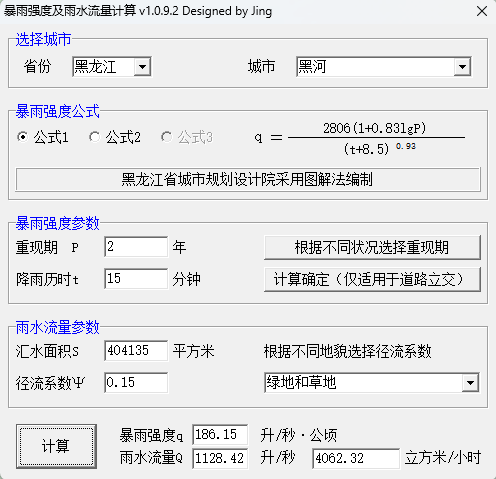 暴雨强度及雨水流量计算 v1.0.9.2 Designed by Jing
选择城市
省份 黑龙江 城市 黑河
暴雨强度公式
公式1 公式2 公式3 q = 2806(1+0.83lgP) / (t+8.5) 0.93
黑龙江省城市规划设计院采用图解法编制
暴雨强度参数
重现期 P 2 年 根据不同状况选择重现期
降雨历时t 15 分钟 计算确定（仅适用于道路立交）
雨水流量参数
汇水面积S 404135 平方米 根据不同地貌选择径流系数
径流系数Ψ 0.15 绿地和草地
计算
暴雨强度q 186.15 升/秒·公顷
雨水流量Q 1128.42 升/秒 4062.32 立方米/小时